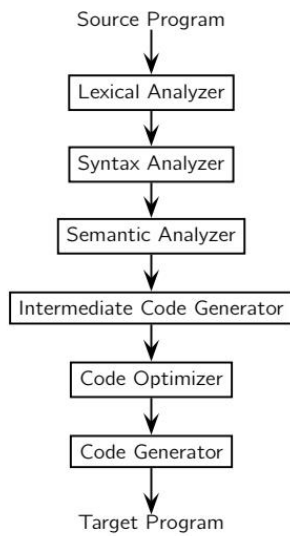 Source Program
Lexical Analyzer
Syntax Analyzer
Semantic Analyzer
Intermediate Code Generator
Code Optimizer
Code Generator
Target Program